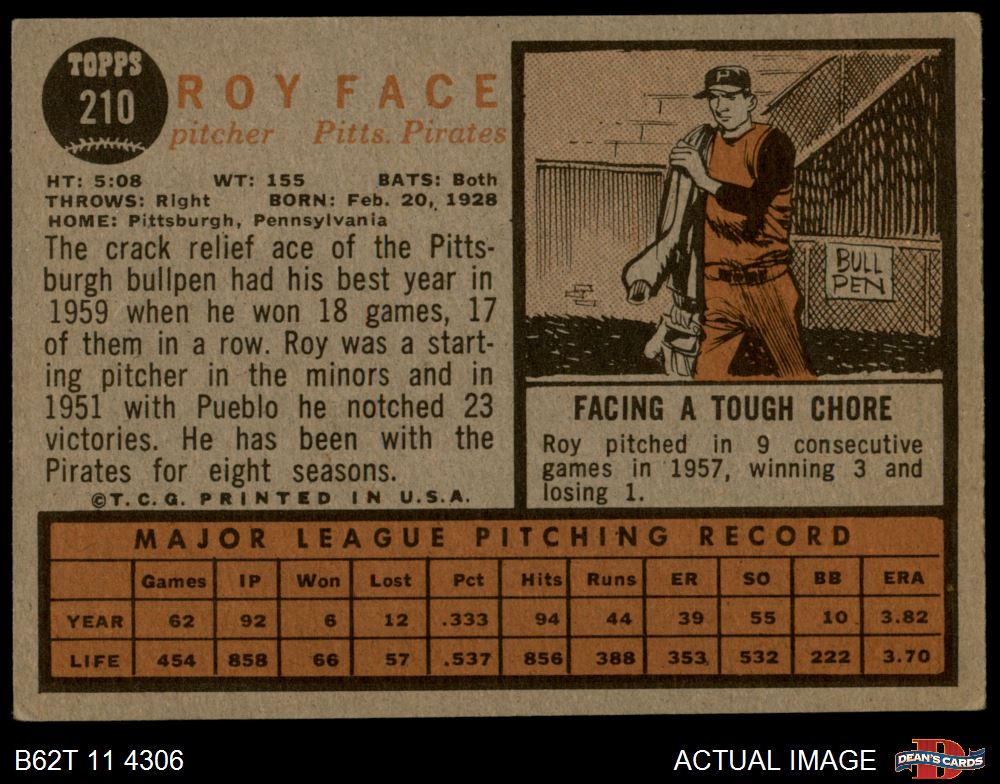 TOPPS
210
ROY FACE
pitcher Pitts. Pirates
HT: 5:08 WT: 155 BATS: Both
THROWS: Right BORN: Feb. 20, 1928
HOME: Pittsburgh, Pennsylvania
The crack relief ace of the Pitts-
burgh bullpen had his best year in
1959 when he won 18 games, 17
of them in a row. Roy was a start-
ing pitcher in the minors and in
1951 with Pueblo he notched 23
victories. He has been with the
Pirates for eight seasons.
©T.C.G. PRINTED IN U.S.A.
P
BULL
PEN
FACING A TOUGH CHORE
Roy pitched in 9 consecutive
games in 1957, winning 3 and
losing 1.
MAJOR LEAGUE PITCHING RECORD
Games IP Won Lost Pct Hits Runs ER SO BB ERA
YEAR 62 92 6 12 .333 94 44 39 55 10 3.82
LIFE 454 858 66 57 .537 856 388 353 532 222 3.70
B62T 11 4306
ACTUAL IMAGE
D
DEAN'S CARDS